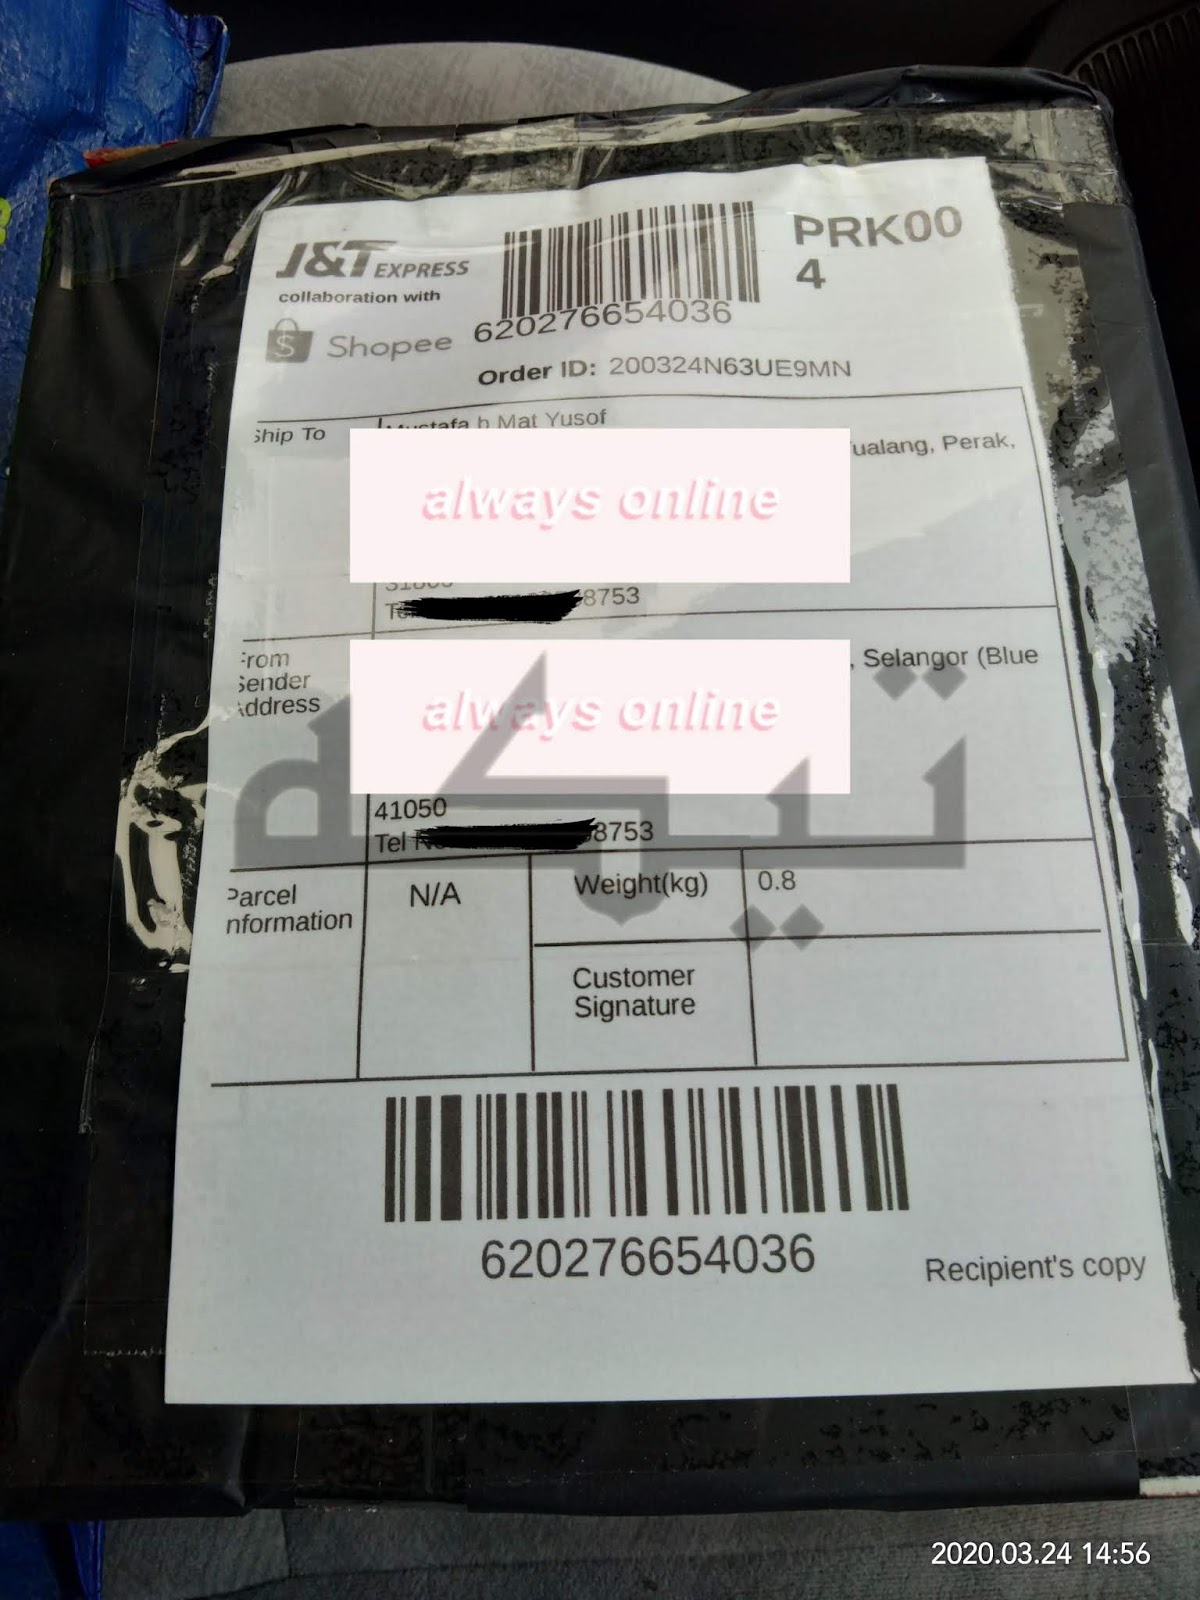 J&T EXPRESS
collaboration with
Shopee
620276654036
PRK00
4
Order ID: 200324N63UE9MN
Ship To
Mustafa b Mat Yusof
Tualang, Perak,
always online
8753
From
Sender
Address
, Selangor (Blue
always online
تیکه
41050
Tel No
8753
Parcel
Information
N/A
Weight(kg)
0.8
Customer
Signature
620276654036
Recipient's copy
2020.03.24 14:56